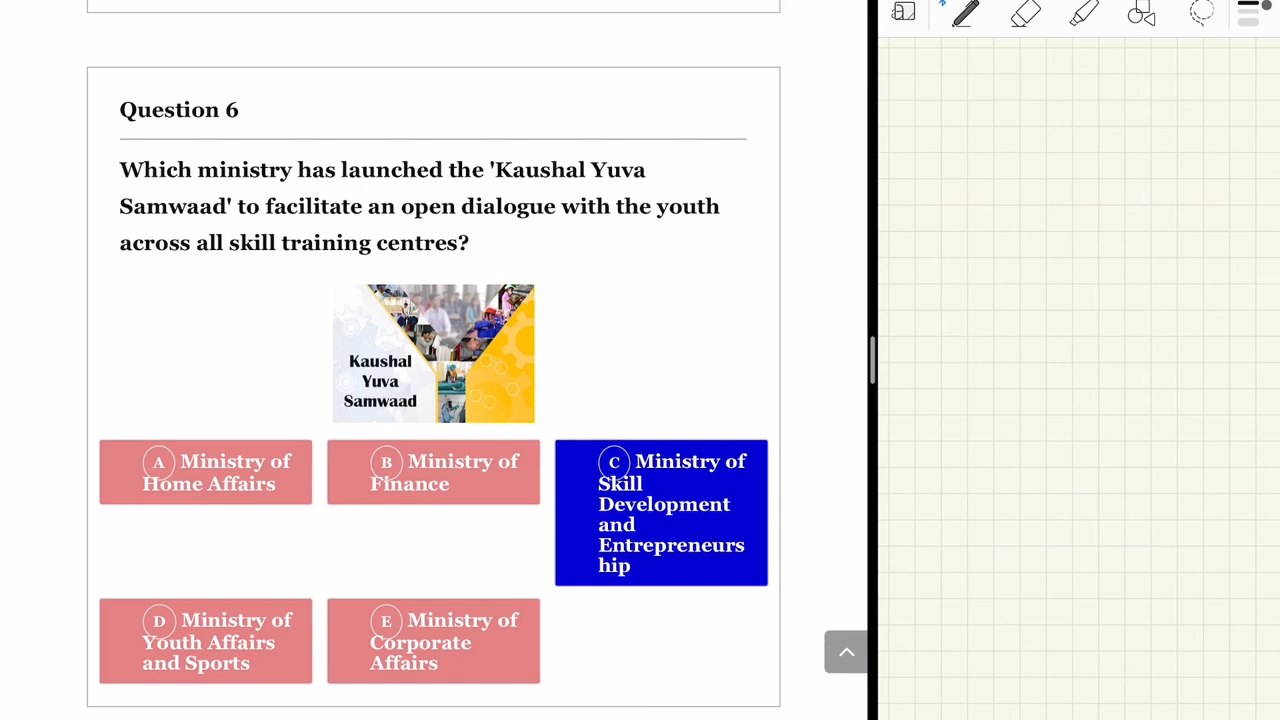 Question 6
Which ministry has launched the 'Kaushal Yuva
Samwaad' to facilitate an open dialogue with the youth
across all skill training centres?
Kaushal
Yuva
Samwaad
A Ministry of
Home Affairs
B Ministry of
Finance
C Ministry of
Skill
Development
and
Entrepreneurs
hip
D Ministry of
Youth Affairs
and Sports
E Ministry of
Corporate
Affairs